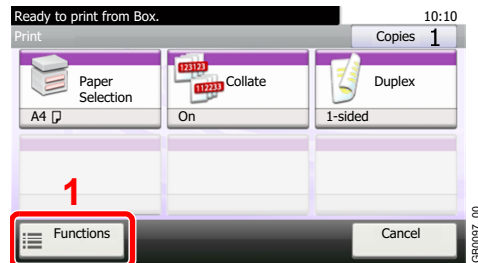 Ready to print from Box.
10:10
Print
Copies 1
Paper
Selection
123123
112233
Collate
Duplex
A4
On
1-sided
1
Functions
Cancel
GB0097_00